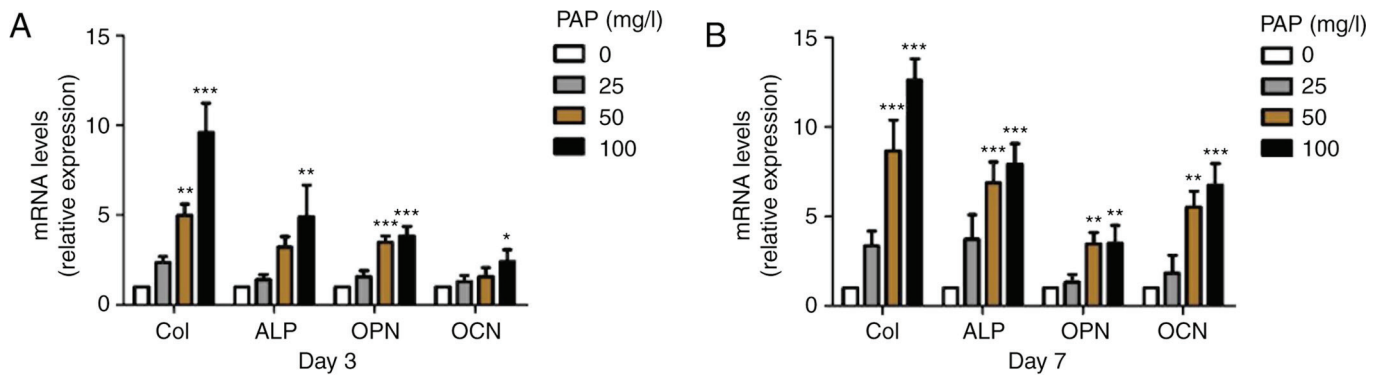 A
PAP (mg/l)
0
25
50
100
mRNA levels
(relative expression)
15
10
5
0
***
**
**
***
***
*
Col ALP OPN OCN
Day 3
B
PAP (mg/l)
0
25
50
100
mRNA levels
(relative expression)
15
10
5
0
***
***
***
***
**
**
**
***
Col ALP OPN OCN
Day 7